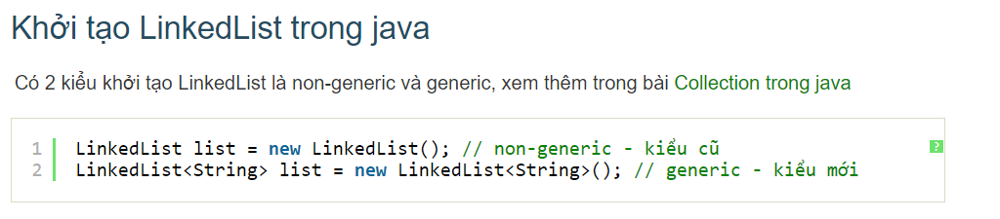 Khởi tạo LinkedList trong java
Có 2 kiểu khởi tạo LinkedList là non-generic và generic, xem thêm trong bài Collection trong java
?
1 LinkedList list = new LinkedList(); // non-generic - kiểu cũ
2 LinkedList<String> list = new LinkedList<String>(); // generic - kiểu mới